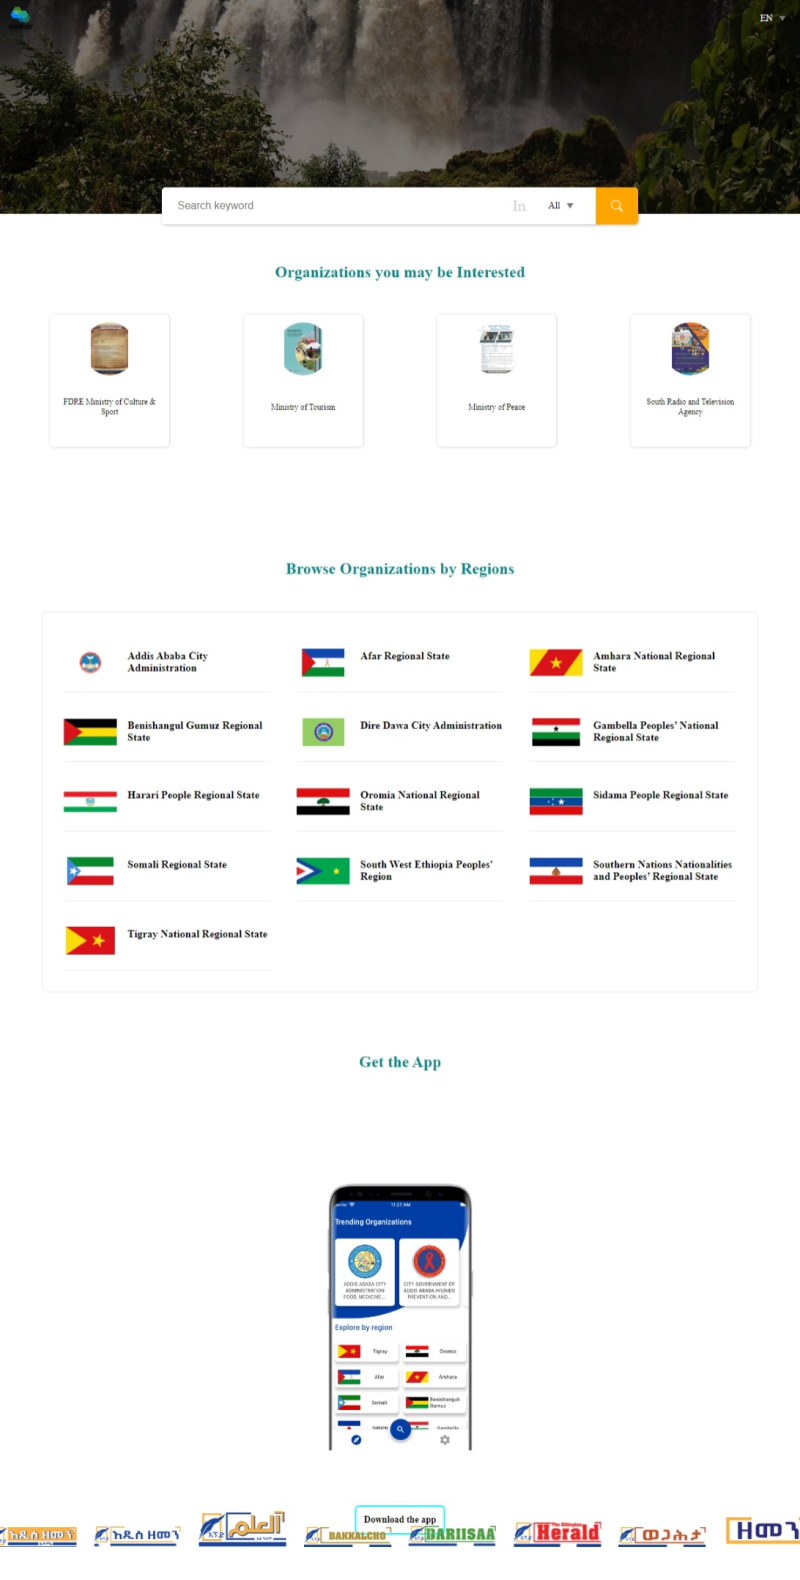 EN
Search keyword
In
All
Organizations you may be Interested
FDRE Ministry of Culture &
Sport
Ministry of Tourism
Ministry of Peace
South Radio and Television
Agency
Browse Organizations by Regions
Addis Ababa City
Administration
Afar Regional State
Amhara National Regional
State
Benishangul Gumuz Regional
State
Dire Dawa City Administration
Gambella Peoples’ National
Regional State
Harari People Regional State
Oromia National Regional
State
Sidama People Regional State
Somali Regional State
South West Ethiopia Peoples’
Region
Southern Nations Nationalities
and Peoples’ Regional State
Tigray National Regional State
Get the App
11:27 AM
Trending Organizations
ADDIS ABABA CITY
ADMINISTRATION
FOOD, MEDICINE,...
CITY GOVERNMENT OF
ADDIS ABABA HIV/AIDS
PREVENTION AND...
Explore by region
Tigray
Oromia
Afar
Amhara
Somali
Benishangul-
Gumuz
Download the app
አዲስ ዘመን
አዲስ ዘመን
العلم
BAKKALCHO
BARIISAA
The Ethiopian
Herald
ወጋሕታ
ዘመን